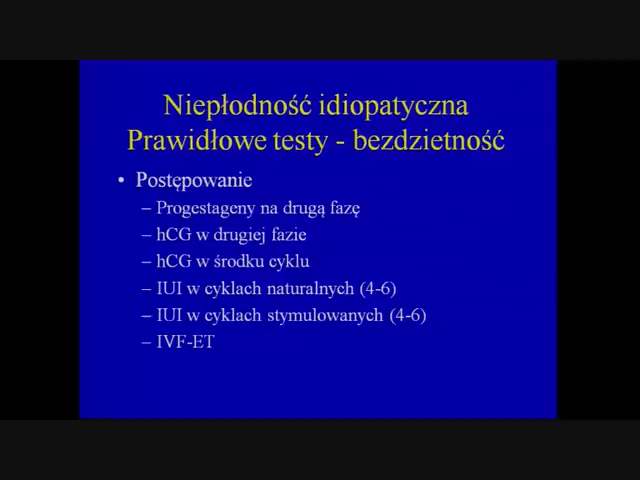 Niepłodność idiopatyczna
Prawidłowe testy - bezdzietność
• Postępowanie
– Progestageny na drugą fazę
– hCG w drugiej fazie
– hCG w środku cyklu
– IUI w cyklach naturalnych (4-6)
– IUI w cyklach stymulowanych (4-6)
– IVF-ET